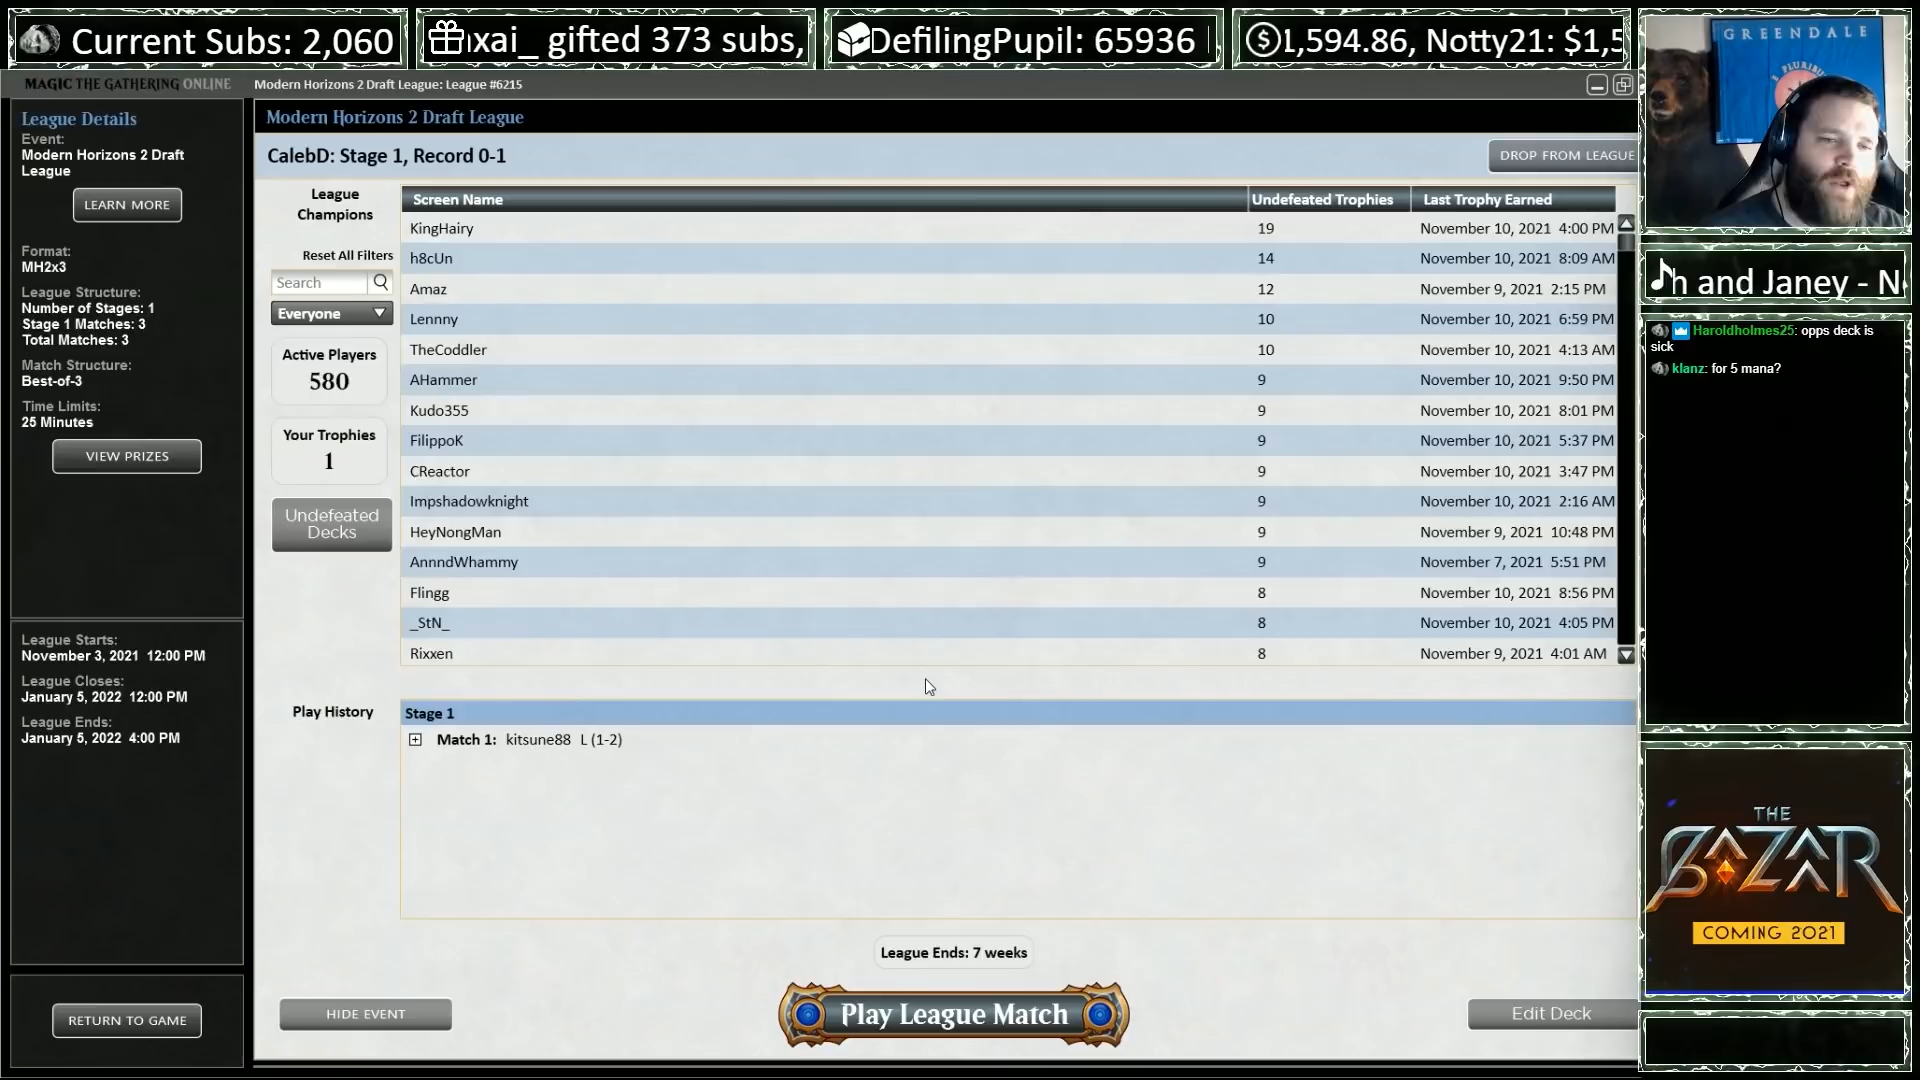 Current Subs: 2,060
ıxai_ gifted 373 subs,
DefilingPupil: 65936
1,594.86, Notty21: $1,5
GREENDALE
MAGIC THE GATHERING ONLINE
Modern Horizons 2 Draft League: League #6215
League Details
Event:
Modern Horizons 2 Draft
League
LEARN MORE
Format:
MH2x3
League Structure:
Number of Stages: 1
Stage 1 Matches: 3
Total Matches: 3
Match Structure:
Best-of-3
Time Limits:
25 Minutes
VIEW PRIZES
League Starts:
November 3, 2021 12:00 PM
League Closes:
January 5, 2022 12:00 PM
League Ends:
January 5, 2022 4:00 PM
RETURN TO GAME
Modern Horizons 2 Draft League
CalebD: Stage 1, Record 0-1
DROP FROM LEAGUE
League
Champions
Reset All Filters
Search
Everyone
Active Players
580
Your Trophies
1
Undefeated
Decks
Screen Name Undefeated Trophies Last Trophy Earned
KingHairy 19 November 10, 2021 4:00 PM
h8cUn 14 November 10, 2021 8:09 AM
Amaz 12 November 9, 2021 2:15 PM
Lennny 10 November 10, 2021 6:59 PM
TheCoddler 10 November 10, 2021 4:13 AM
AHammer 9 November 10, 2021 9:50 PM
Kudo355 9 November 10, 2021 8:01 PM
FilippoK 9 November 10, 2021 5:37 PM
CReactor 9 November 10, 2021 3:47 PM
Impshadowknight 9 November 10, 2021 2:16 AM
HeyNongMan 9 November 9, 2021 10:48 PM
AnnndWhammy 9 November 7, 2021 5:51 PM
Flingg 8 November 10, 2021 8:56 PM
_StN_ 8 November 10, 2021 4:05 PM
Rixxen 8 November 9, 2021 4:01 AM
Play History
Stage 1
Match 1: kitsune88 L (1-2)
League Ends: 7 weeks
HIDE EVENT
Play League Match
Edit Deck
h and Janey - N
Haroldholmes25: opps deck is
sick
klanz: for 5 mana?
THE
BAZAAR
COMING 2021